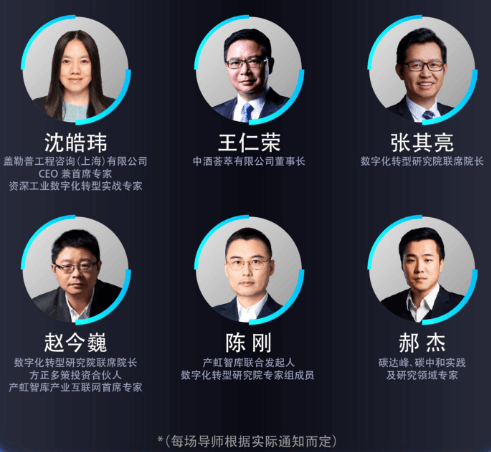 沈皓玮
盖勒普工程咨询(上海)有限公司
CEO 兼首席专家
资深工业数字化转型实战专家
王仁荣
中酒荟萃有限公司董事长
张其亮
数字化转型研究院联席院长
赵今巍
数字化转型研究院联席院长
方正多策投资合伙人
产虹智库产业互联网首席专家
陈 刚
产虹智库联合发起人
数字化转型研究院专家组成员
郝 杰
碳达峰、碳中和实践
及研究领域专家
*(每场导师根据实际通知而定)